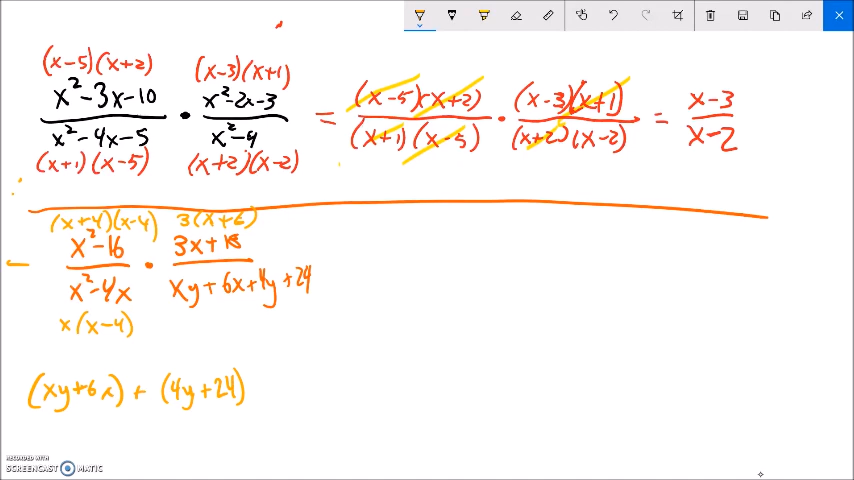 (x-5)(x+2) (x-3)(x+1)
x²-3x-10 / x²-4x-5 • x²-2x-3 / x²-4 = (x-5)(x+2) / (x+1)(x-5) • (x-3)(x+1) / (x+2)(x-2) = x-3 / x-2
(x+1)(x-5) (x+2)(x-2)
(x+4)(x-4) 3(x+6)
x²-16 / x²-4x • 3x+18 / xy+6x+4y+24
x(x-4)
(xy+6x) + (4y+24)
RECORDED WITH
SCREENCAST MATIC